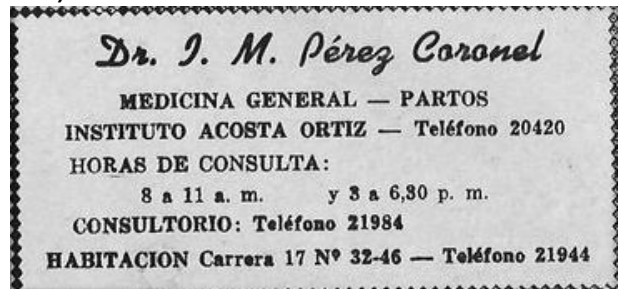 Dr. I. M. Pérez Coronel
MEDICINA GENERAL — PARTOS
INSTITUTO ACOSTA ORTIZ — Teléfono 20420
HORAS DE CONSULTA:
8 a 11 a. m. y 3 a 6,30 p. m.
CONSULTORIO: Teléfono 21984
HABITACION Carrera 17 Nº 32-46 — Teléfono 21944